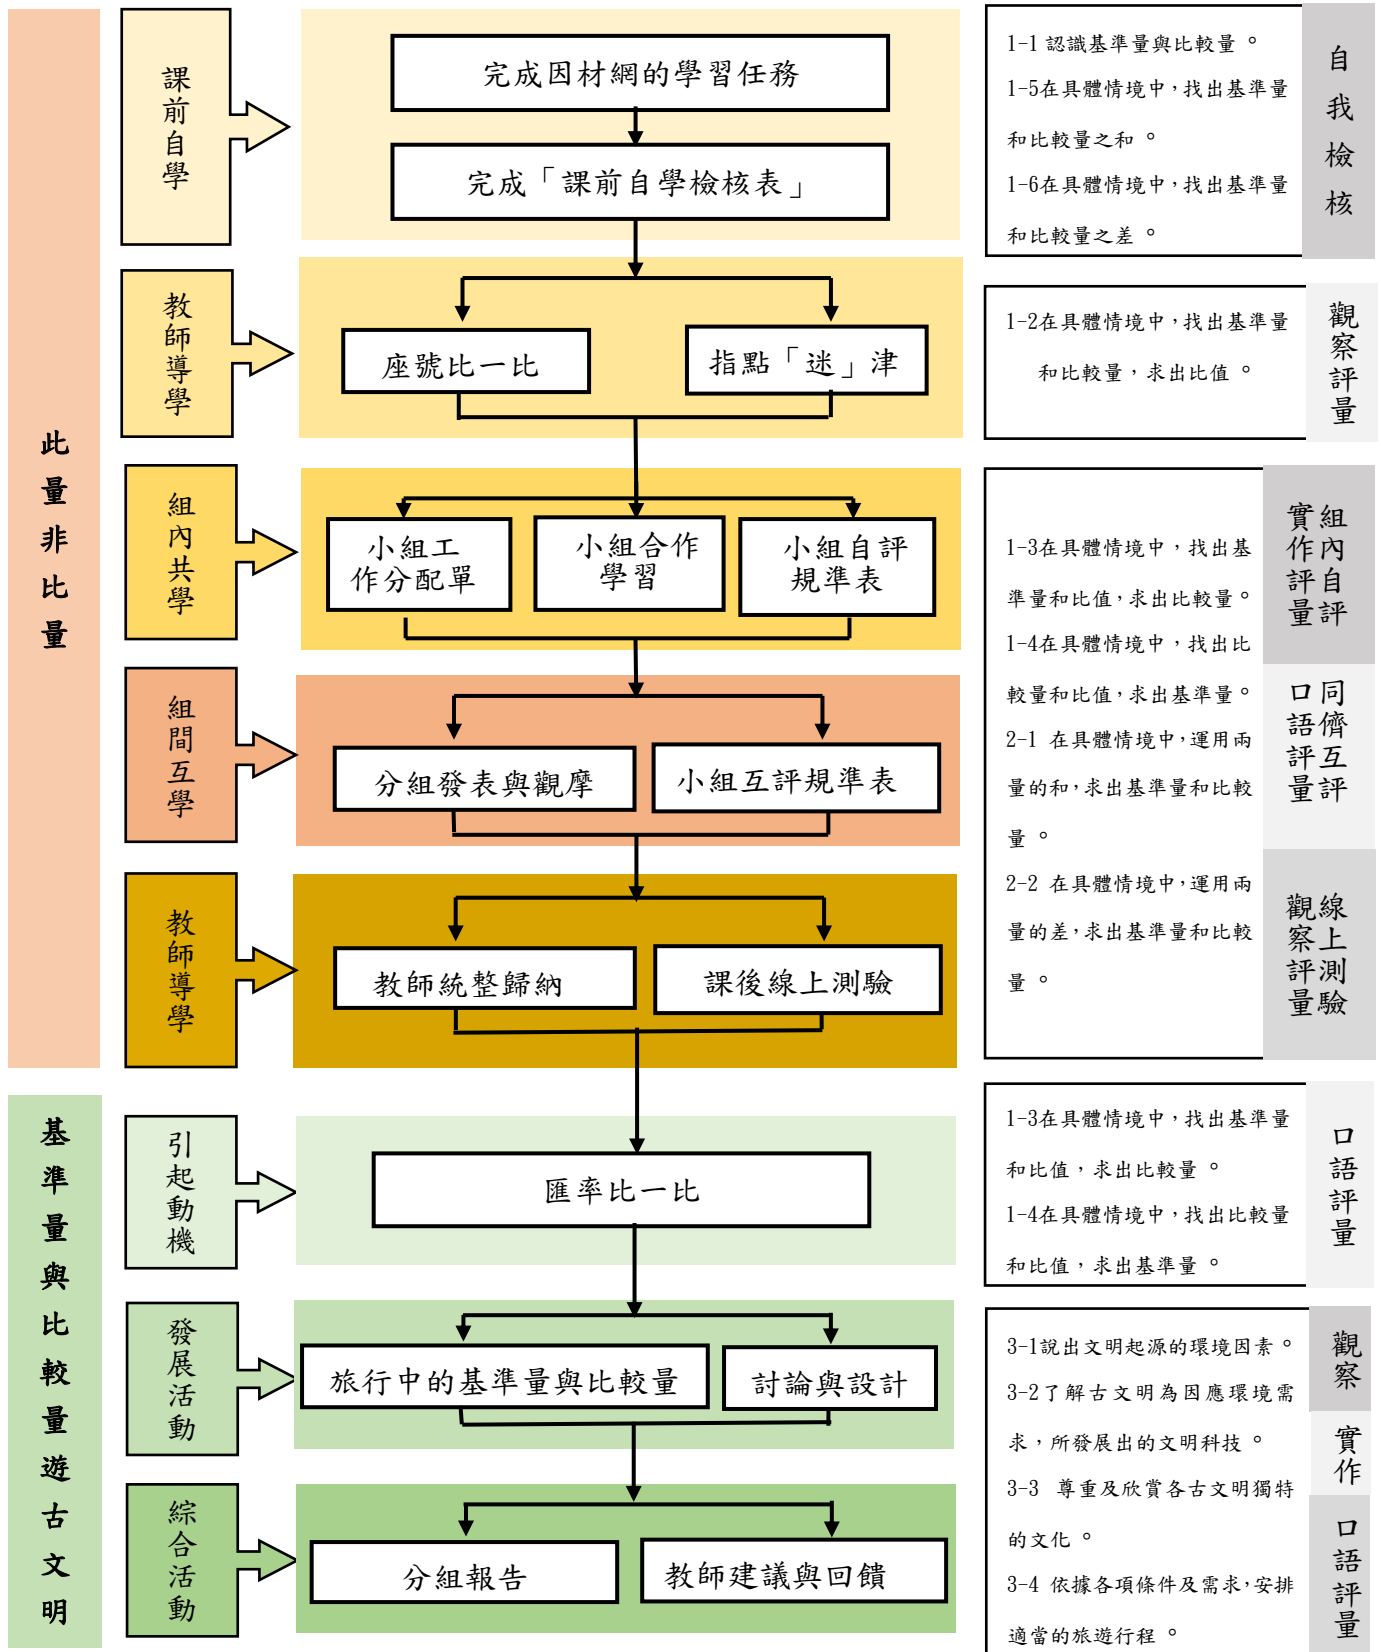 此量非比量
課前自學
完成因材網的學習任務
完成「課前自學檢核表」
1-1 認識基準量與比較量。
1-5在具體情境中，找出基準量
和比較量之和。
1-6在具體情境中，找出基準量
和比較量之差。
自我檢核
教師導學
座號比一比
指點「迷」津
1-2在具體情境中，找出基準量
和比較量，求出比值。
觀察評量
組內共學
小組工
作分配單
小組合作
學習
小組自評
規準表
1-3在具體情境中，找出基
準量和比值，求出比較量。
1-4在具體情境中，找出比
較量和比值，求出基準量。
2-1 在具體情境中，運用兩
量的和，求出基準量和比較
量。
2-2 在具體情境中，運用兩
量的差，求出基準量和比較
量。
組內自評
實作評量
組間互學
分組發表與觀摩
小組互評規準表
同儕互評
口語評量
教師導學
教師統整歸納
課後線上測驗
線上測驗
觀察評量
基準量與比較量遊古文明
引起動機
匯率比一比
1-3在具體情境中，找出基準量
和比值，求出比較量。
1-4在具體情境中，找出比較量
和比值，求出基準量。
口語評量
發展活動
旅行中的基準量與比較量
討論與設計
3-1說出文明起源的環境因素。
3-2了解古文明為因應環境需
求，所發展出的文明科技。
3-3 尊重及欣賞各古文明獨特
的文化。
3-4 依據各項條件及需求，安排
適當的旅遊行程。
觀察
實作
口語評量
綜合活動
分組報告
教師建議與回饋